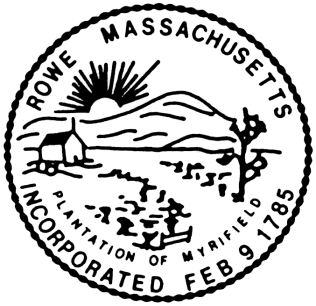 ROWE MASSACHUSETTS
PLANTATION OF MYRIFIELD
INCORPORATED FEB 9 1785